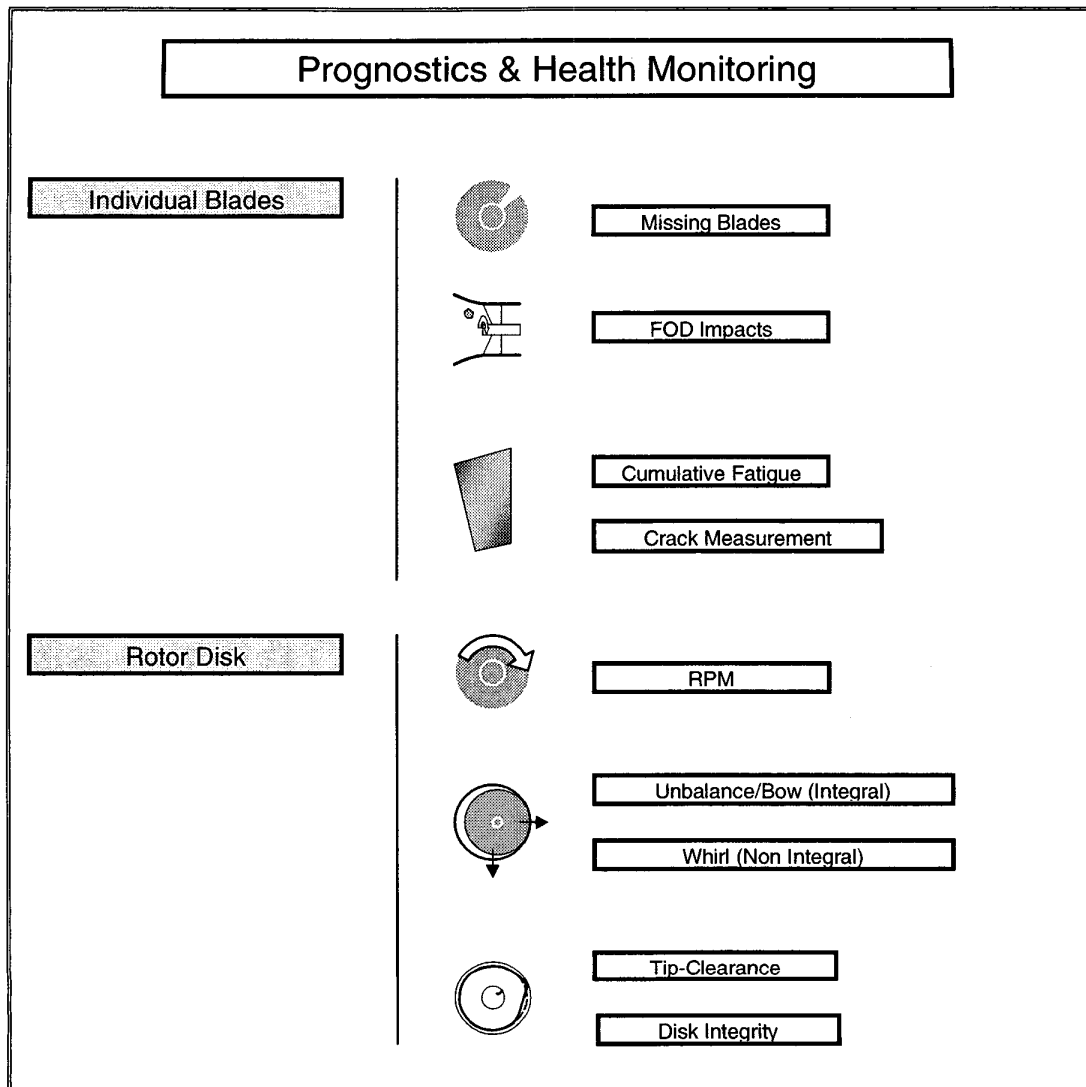 Prognostics & Health Monitoring
Individual Blades
Missing Blades
FOD Impacts
Cumulative Fatigue
Crack Measurement
Rotor Disk
RPM
Unbalance/Bow (Integral)
Whirl (Non Integral)
Tip-Clearance
Disk Integrity